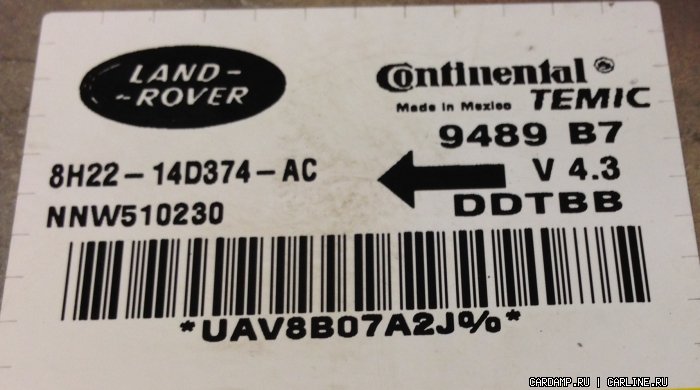 LAND-
-ROVER
Continental®
Made in Mexico TEMIC
9489 B7
8H22-14D374-AC
V 4.3
NNW510230
DDTBB
*UAV8B07A2J%*
CARDAMP.RU | CARLINE.RU